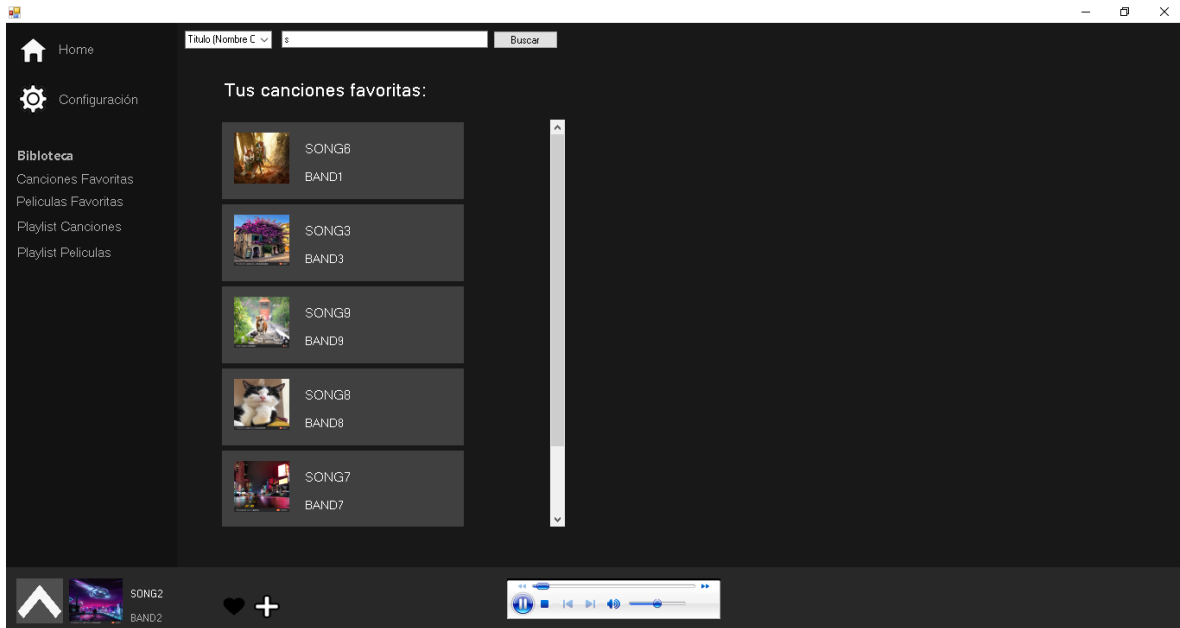 Home
Configuración
Bibloteca
Canciones Favoritas
Peliculas Favoritas
Playlist Canciones
Playlist Peliculas
Titulo (Nombre C
s
Buscar
Tus canciones favoritas:
SONG6
BAND1
SONG3
BAND3
SONG9
BAND9
SONG8
BAND8
SONG7
BAND7
SONG2
BAND2